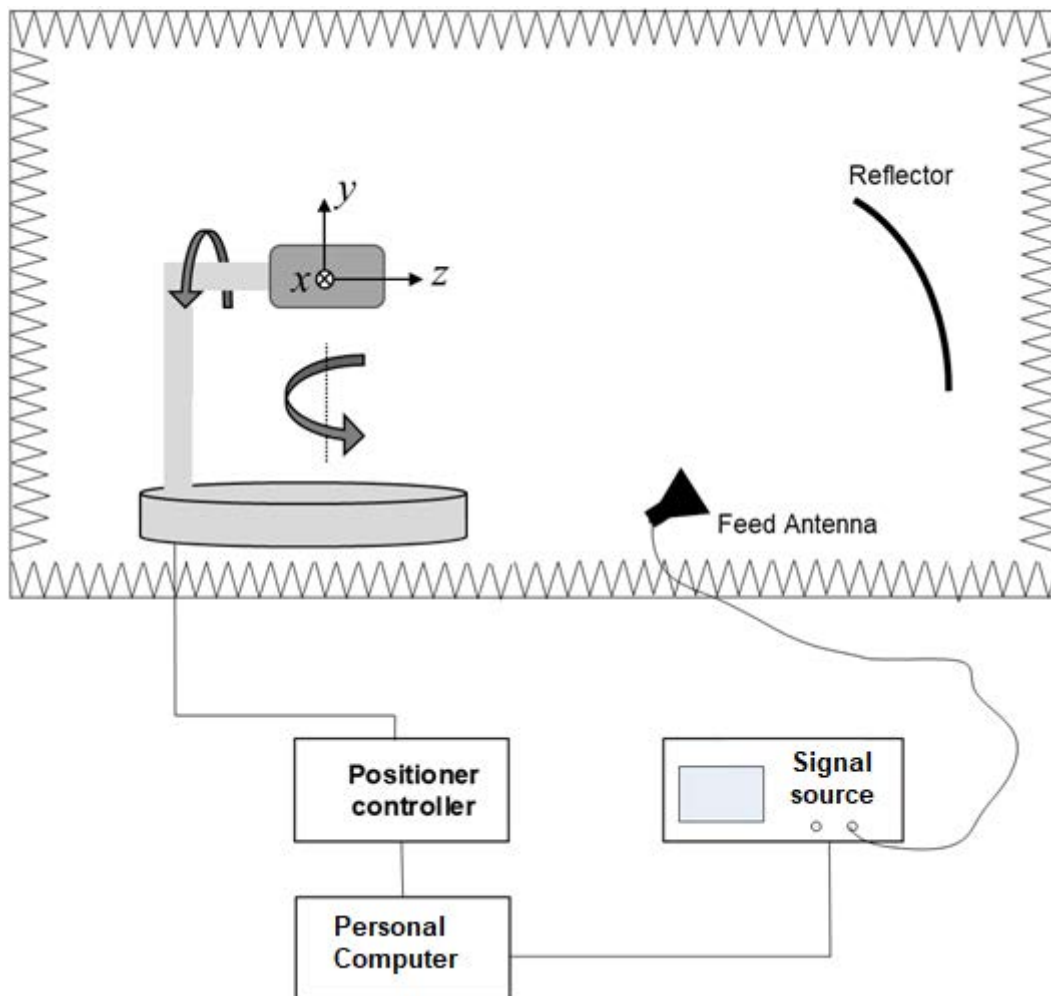 Reflector
y
x
z
Feed Antenna
Positioner
controller
Signal
source
Personal
Computer